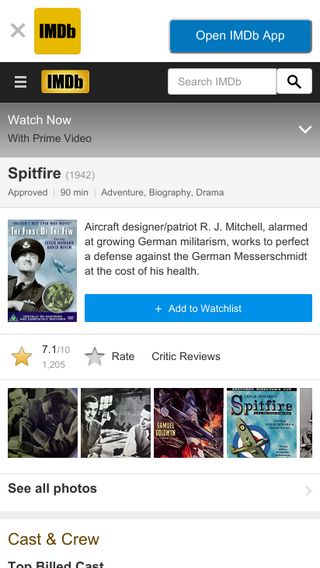 IMDb
Open IMDb App
IMDb
Search IMDb
Watch Now
With Prime Video
Spitfire (1942)
Approved | 90 min | Adventure, Biography, Drama
THE FIRST OF THE FEW
LESLIE HOWARD
DAVID NIVEN
Aircraft designer/patriot R. J. Mitchell, alarmed
at growing German militarism, works to perfect
a defense against the German Messerschmidt
at the cost of his health.
+ Add to Watchlist
7.1/10
1,205
Rate
Critic Reviews
SAMUEL
GOLDWYN
Spitfire
See all photos
Cast & Crew
Top Billed Cast